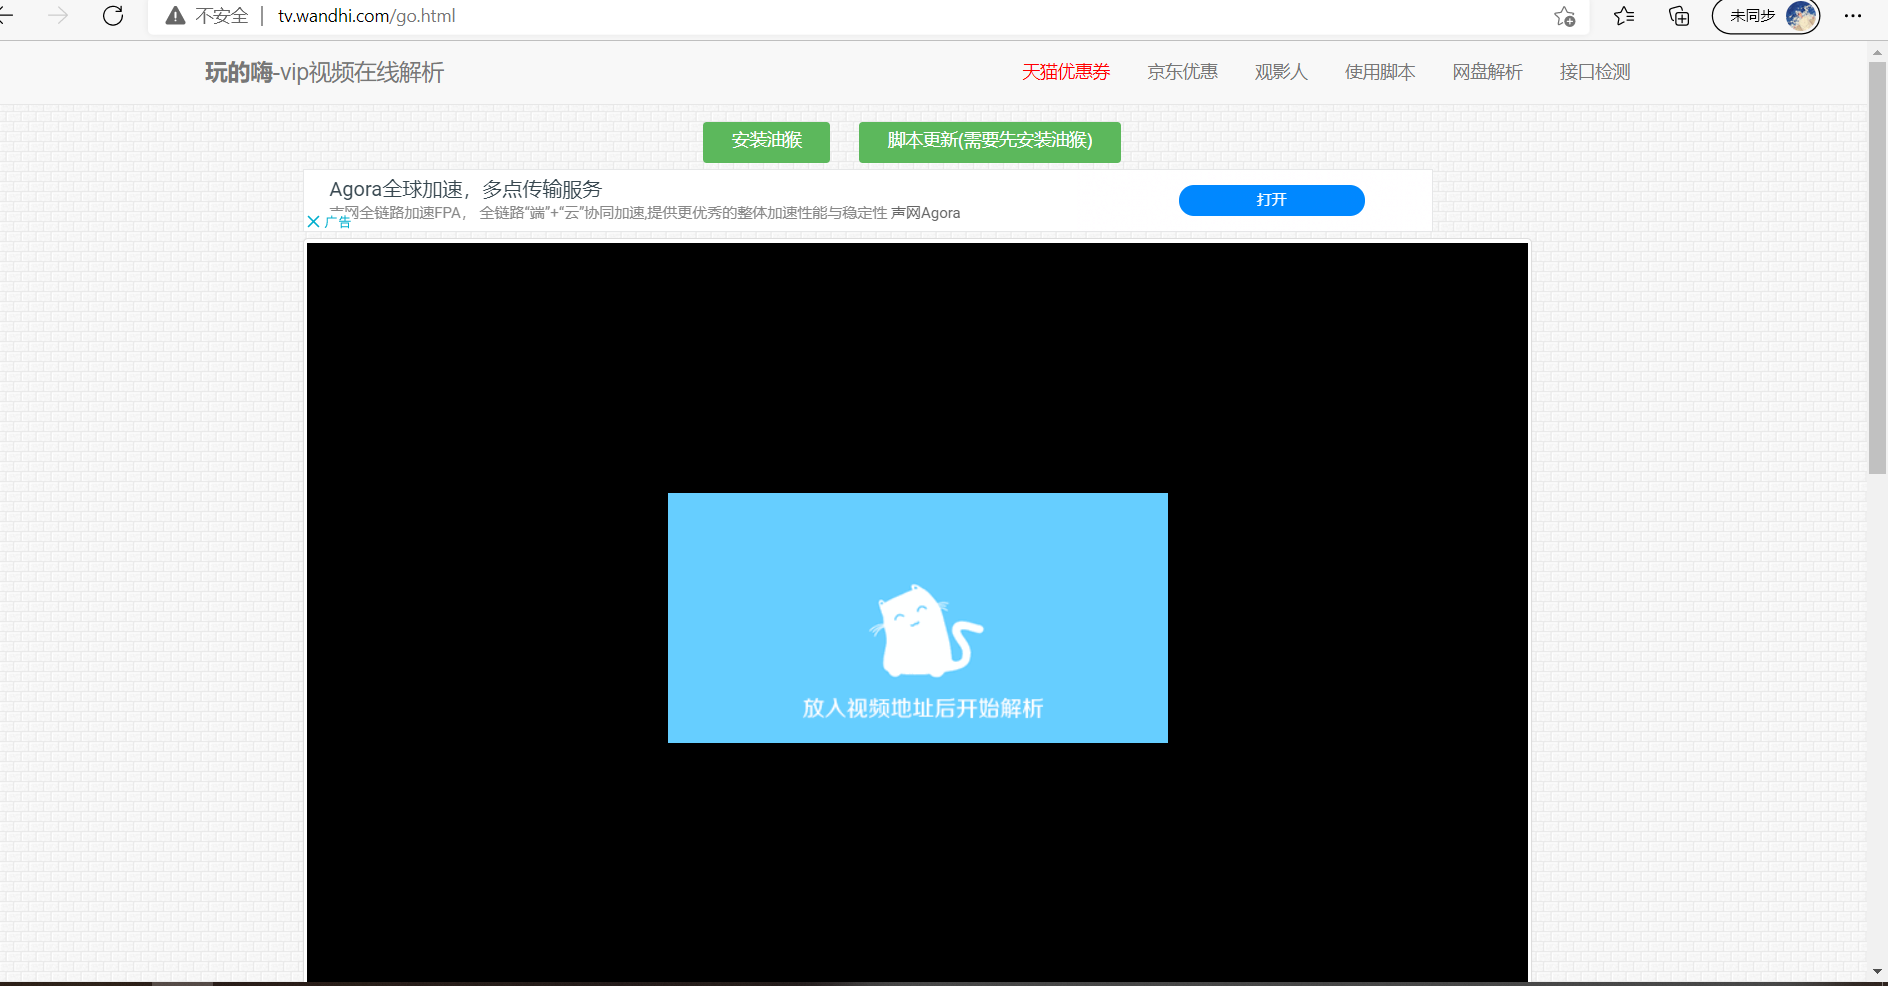 不安全 | tv.wandhi.com/go.html 未同步
玩的嗨-vip视频在线解析 天猫优惠券 京东优惠 观影人 使用脚本 网盘解析 接口检测
安装油猴 脚本更新(需要先安装油猴)
Agora全球加速，多点传输服务
声网全链路加速FPA， 全链路“端”+“云”协同加速,提供更优秀的整体加速性能与稳定性 声网Agora
打开
广告
放入视频地址后开始解析